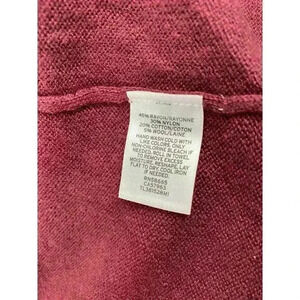 45% RAYON/RAYONNE
30% NYLON
20% COTTON/COTON
5% WOOL/LAINE
HAND WASH COLD WITH
LIKE COLORS. ONLY
NON-CHLORINE BLEACH IF
NEEDED. ROLL IN TOWEL
TO REMOVE EXCESS
MOISTURE, RESHAPE, LAY
FLAT TO DRY. COOL IRON
IF NEEDED.